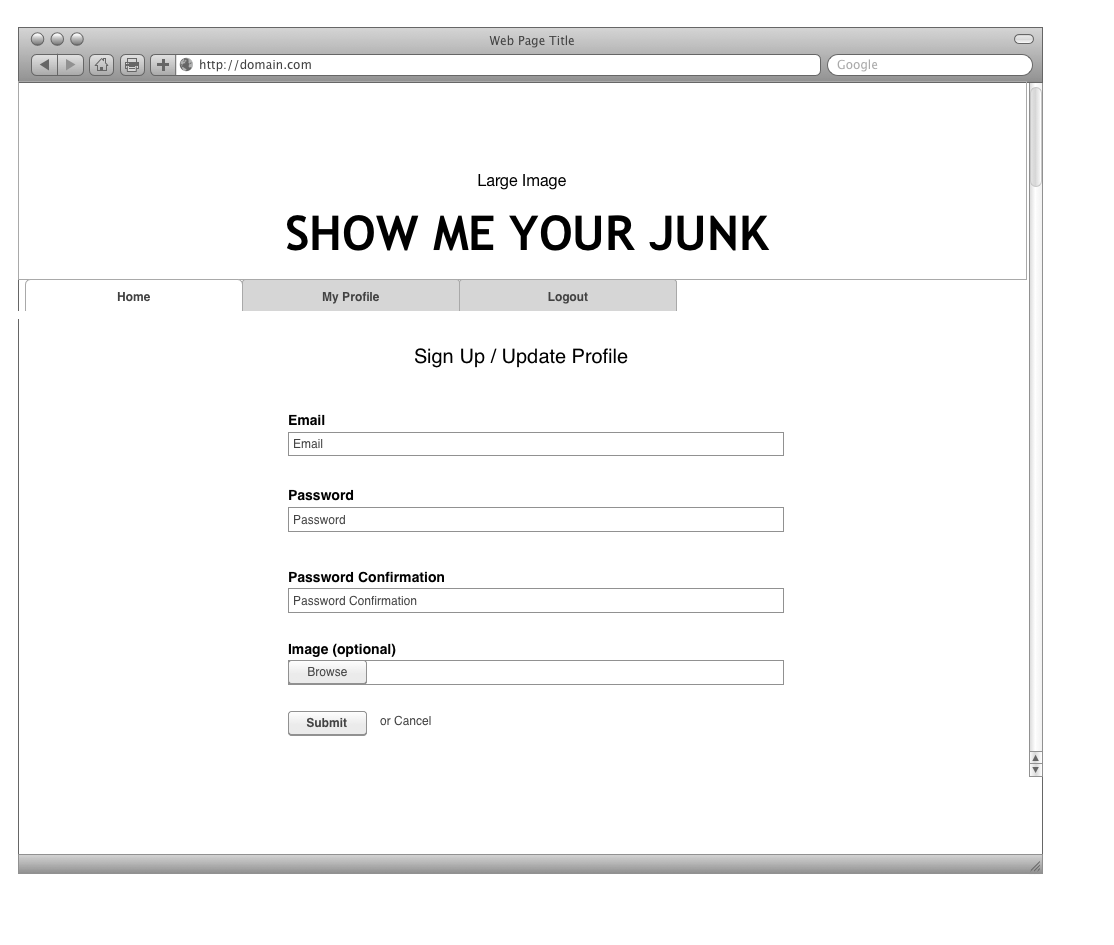 Web Page Title
http://domain.com
Google
Large Image
SHOW ME YOUR JUNK
Home
My Profile
Logout
Sign Up / Update Profile
Email
Email
Password
Password
Password Confirmation
Password Confirmation
Image (optional)
Browse
Submit or Cancel